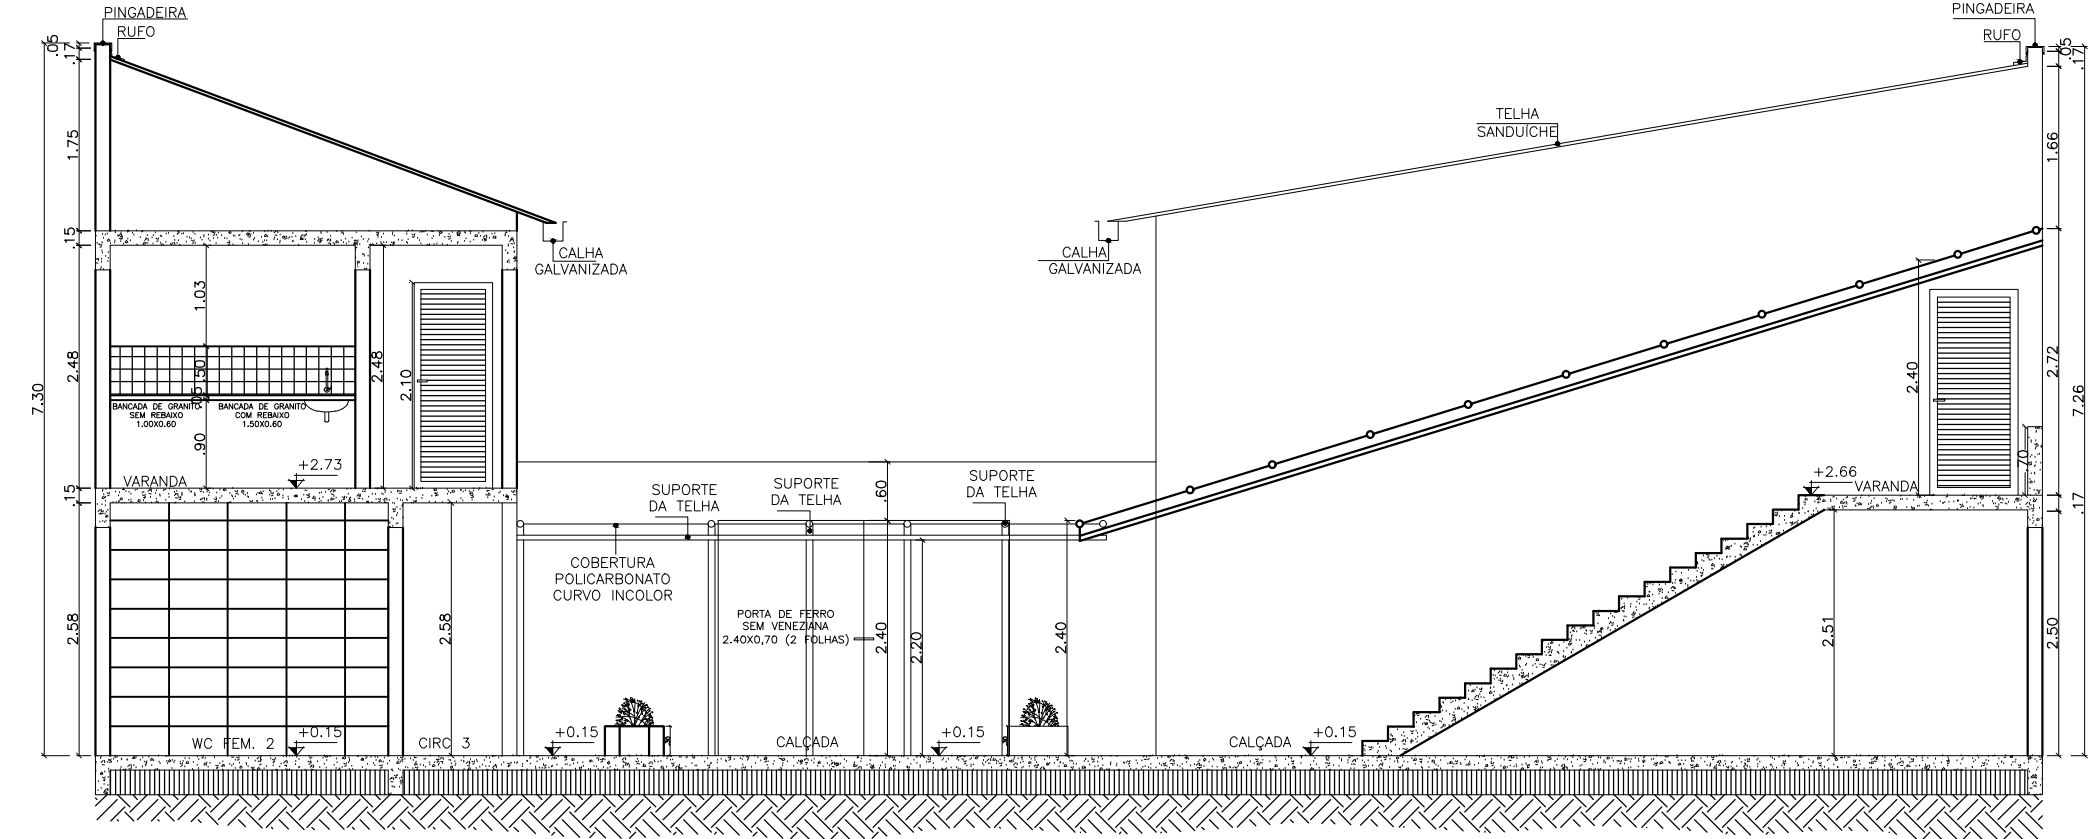 PINGADEIRA
RUFO
.05
.17
1.75
.15
2.48
7.30
.15
2.58
CALHA
GALVANIZADA
1.03
.50
.05
.90
2.48
2.10
BANCADA DE GRANITO
SEM REBAIXO
1.00X0.60
BANCADA DE GRANITO
COM REBAIXO
1.50X0.60
+2.73
VARANDA
WC FEM. 2
+0.15
CIRC 3
2.58
SUPORTE
DA TELHA
SUPORTE
DA TELHA
SUPORTE
DA TELHA
.60
COBERTURA
POLICARBONATO
CURVO INCOLOR
PORTA DE FERRO
SEM VENEZIANA
2.40X0,70 (2 FOLHAS)
2.40
2.20
2.40
+0.15
CALÇADA
+0.15
CALÇADA
+0.15
CALHA
GALVANIZADA
TELHA
SANDUÍCHE
PINGADEIRA
RUFO
.05
.17
1.66
2.72
7.26
2.40
.70
+2.66
VARANDA
.17
2.51
2.50